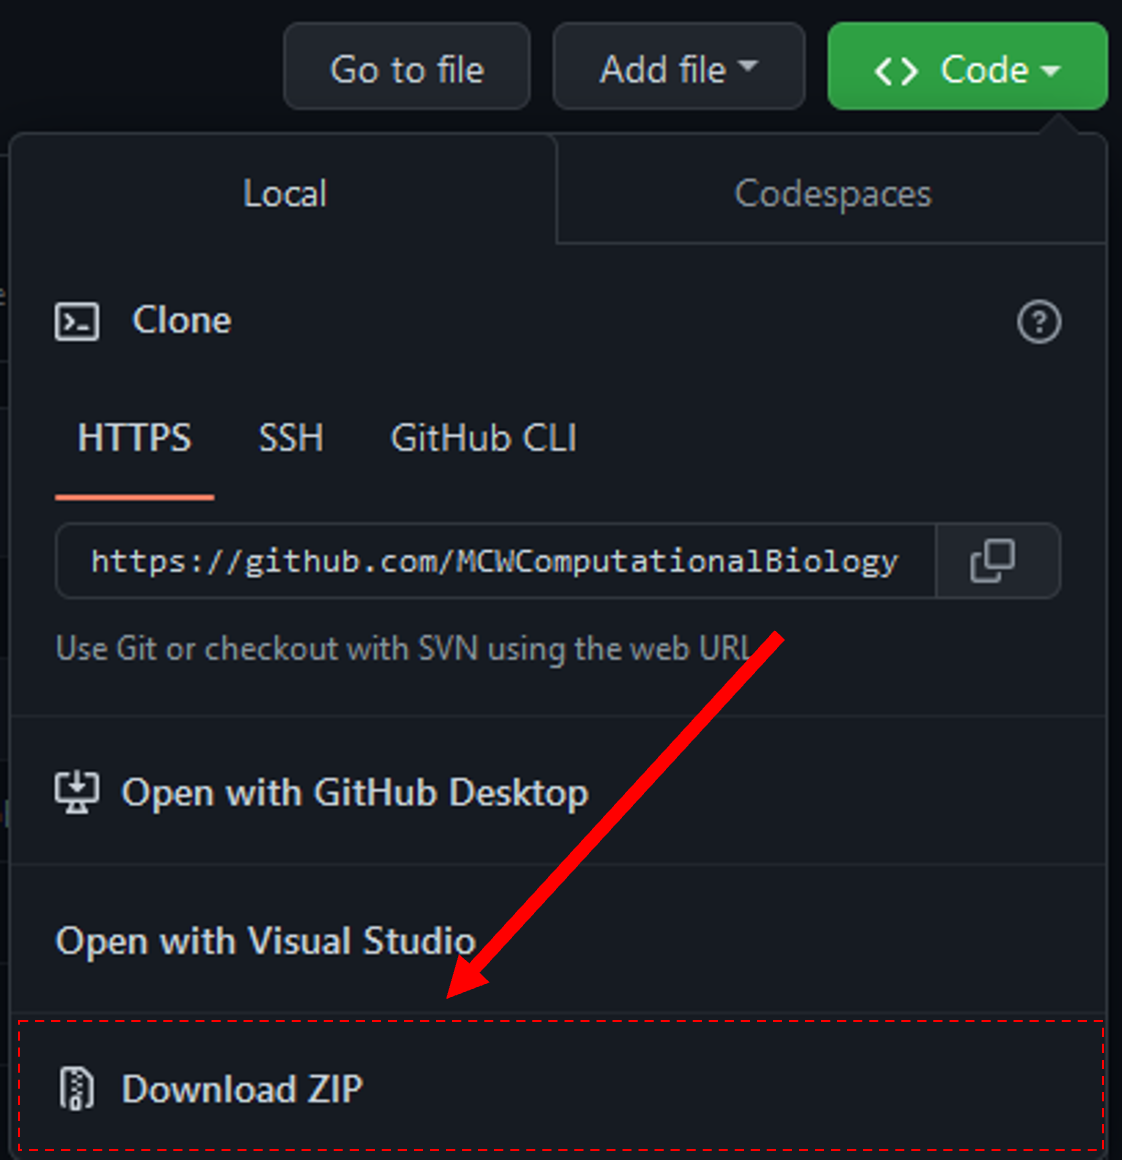 Go to file
Add file
Code
Local
Codespaces
Clone
HTTPS
SSH
GitHub CLI
https://github.com/MCWComputationalBiology
Use Git or checkout with SVN using the web URL
Open with GitHub Desktop
Open with Visual Studio
Download ZIP